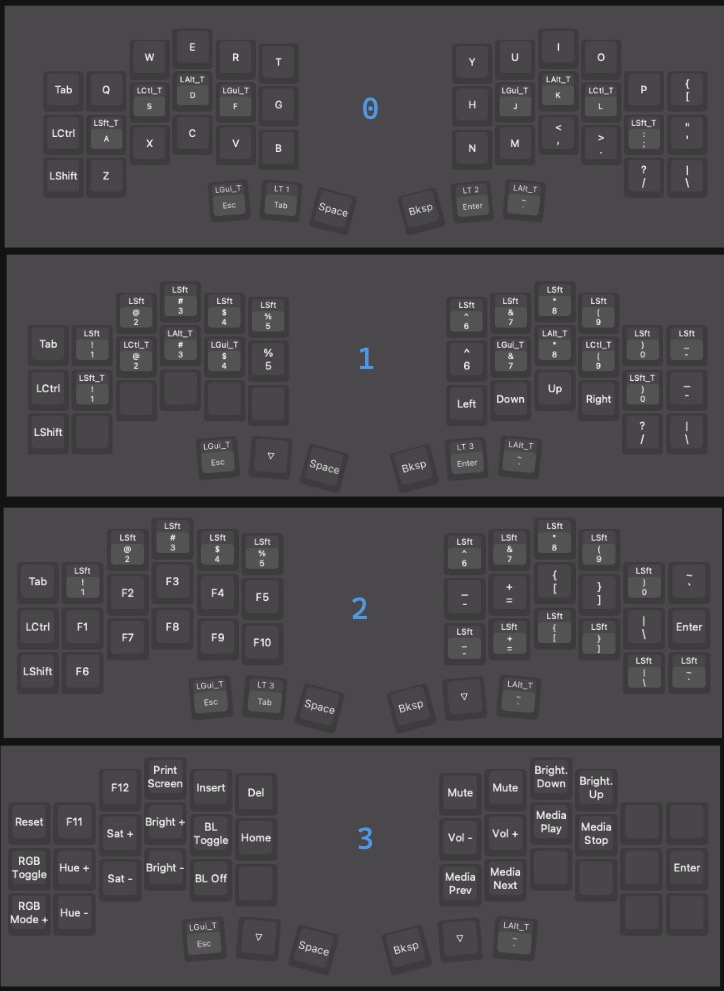 W E R T Y U I O
Tab Q LCtl_T S LAlt_T D LGui_T F G H LGui_T J LAlt_T K LCtl_T L P { [
0
LCtrl LSft_T A X C V B N M < , > . LSft_T : ; " '
LShift Z ? / | \
LGui_T Esc LT 1 Tab Space Bksp LT 2 Enter LAlt_T ~ `
LSft @ 2 LSft # 3 LSft $ 4 LSft % 5 LSft ^ 6 LSft & 7 LSft * 8 LSft ( 9
Tab LSft ! 1 LCtl_T @ 2 LAlt_T # 3 LGui_T $ 4 % 5 ^ 6 LGui_T & 7 LAlt_T * 8 LCtl_T ( 9 LSft ) 0 LSft _ -
1
LCtrl LSft_T ! 1 Left Down Up Right LSft_T ) 0 _ -
LShift ? / | \
LGui_T Esc ▽ Space Bksp LT 3 Enter LAlt_T ~ `
LSft @ 2 LSft # 3 LSft $ 4 LSft % 5 LSft ^ 6 LSft & 7 LSft * 8 LSft ( 9
Tab LSft ! 1 F2 F3 F4 F5 _ - + = { [ } ] LSft ) 0 ~ `
2
LCtrl F1 F7 F8 F9 F10 LSft _ - LSft + = LSft { [ LSft } ] | \ Enter
LShift F6 LSft | \ LSft ~ `
LGui_T Esc LT 3 Tab Space Bksp ▽ LAlt_T ~ `
F12 Print Screen Insert Del Mute Mute Bright. Down Bright. Up
Reset F11 Sat + Bright + BL Toggle Home Vol - Vol + Media Play Media Stop
3
RGB Toggle Hue + Sat - Bright - BL Off Media Prev Media Next Enter
RGB Mode + Hue -
LGui_T Esc ▽ Space Bksp ▽ LAlt_T ~ `